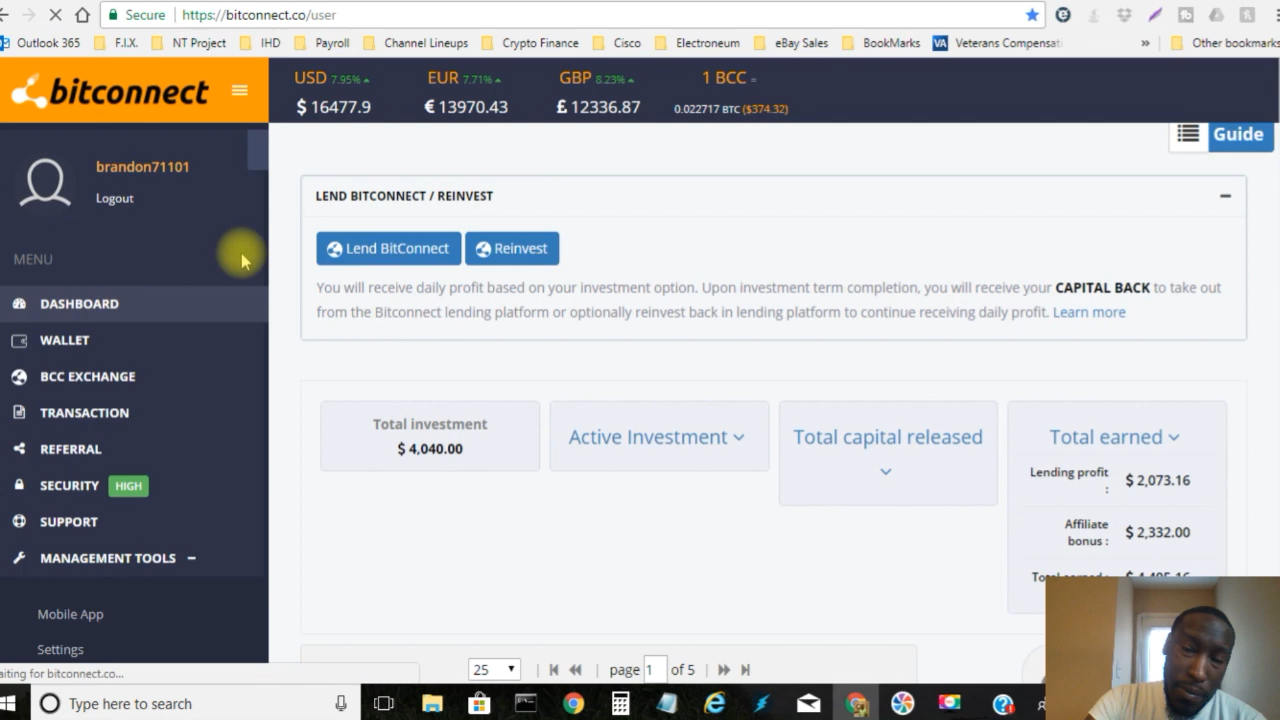 Secure https://bitconnect.co/user
Outlook 365 F.I.X. NT Project IHD Payroll Channel Lineups Crypto Finance Cisco Electroneum eBay Sales BookMarks VA Veterans » Other bookmarks
bitconnect
USD 7.95% EUR 7.71% GBP 8.23% 1 BCC =
$ 16477.9 € 13970.43 £ 12336.87 0.022717 BTC ($374.32)
Guide
brandon71101
Logout
MENU
DASHBOARD
WALLET
BCC EXCHANGE
TRANSACTION
REFERRAL
SECURITY HIGH
SUPPORT
MANAGEMENT TOOLS
Mobile App
Settings
LEND BITCONNECT / REINVEST
Lend BitConnect Reinvest
You will receive daily profit based on your investment option. Upon investment term completion, you will receive your CAPITAL BACK to take out
from the Bitconnect lending platform or optionally reinvest back in lending platform to continue receiving daily profit. Learn more
Total investment
$ 4,040.00
Active Investment
Total capital released
Total earned
Lending profit : $ 2,073.16
Affiliate bonus : $ 2,332.00
25 page 1 of 5
aiting for bitconnect.co...
Type here to search